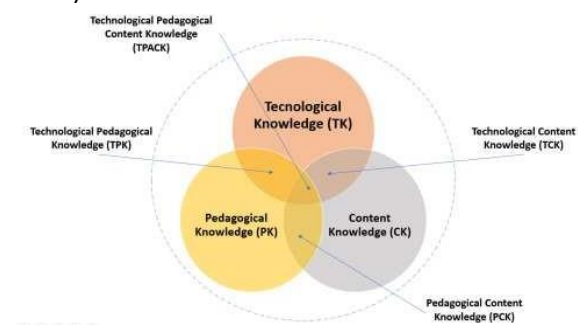 Technological Pedagogical
Content Knowledge
(TPACK)
Tecnological
Knowledge (TK)
Technological Pedagogical
Knowledge (TPK)
Technological Content
Knowledge (TCK)
Pedagogical
Knowledge (PK)
Content
Knowledge (CK)
Pedagogical Content
Knowledge (PCK)